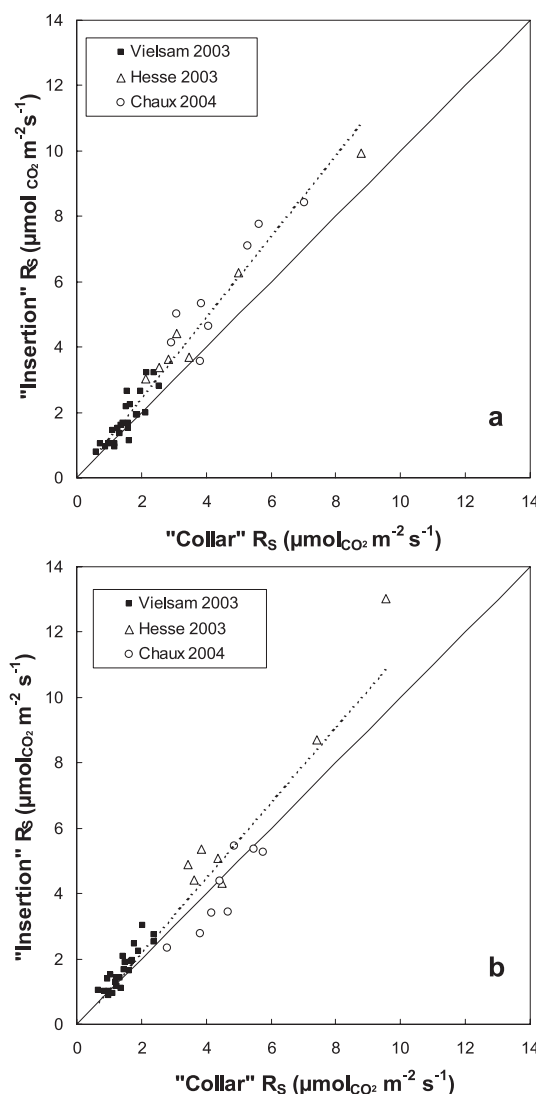 14
12
10
8
6
4
2
0
"Insertion" RS (µmol CO2 m-2s-1)
Vielsam 2003
Hesse 2003
Chaux 2004
a
0 2 4 6 8 10 12 14
"Collar" RS (µmolCO2 m-2 s-1)
14
12
10
8
6
4
2
0
"Insertion" RS (µmolCO2 m-2 s-1)
Vielsam 2003
Hesse 2003
Chaux 2004
b
0 2 4 6 8 10 12 14
"Collar" RS (µmolCO2 m-2 s-1)